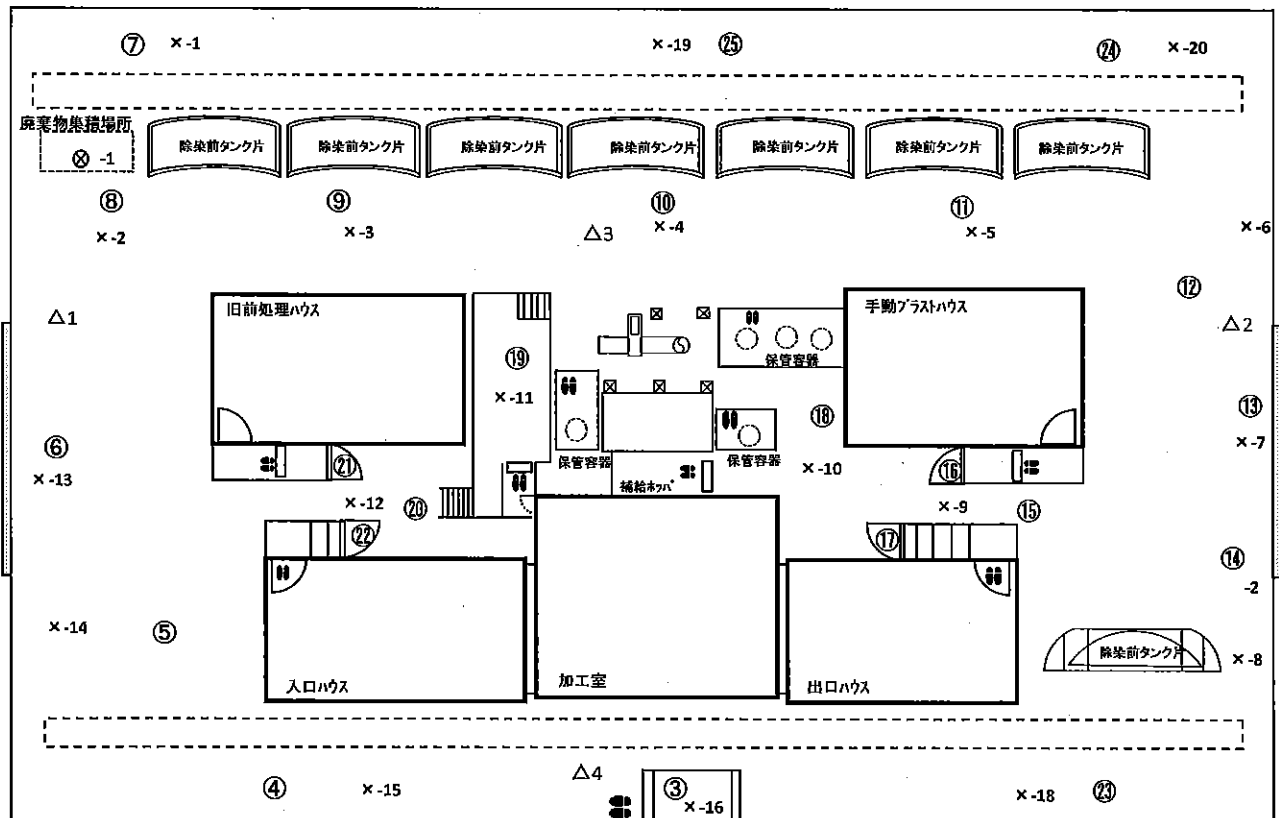 ⑦ ×-1 ×-19 ㉕ ㉔ ×-20
廃棄物集積場所
⊗ -1
除染前タンク片 除染前タンク片 除染前タンク片 除染前タンク片 除染前タンク片 除染前タンク片 除染前タンク片
⑧ ⑨ ⑩ ⑪
×-2 ×-3 △3 ×-4 ×-5 ×-6
⑫
旧前処理ハウス
手動ブラストハウス
△1 △2
⑲
保管容器
×-11
⑱ ⑬
⑥ ×-7
㉑ 保管容器 保管容器 ×-10 ⑯
×-13
補給ホッパ
×-12 ⑳ ×-9 ⑮
㉒ ⑰
⑭
-2
×-14 ⑤
除染前タンク片 ×-8
入口ハウス 加工室 出口ハウス
△4
④ ×-15 ③ ×-16 ×-18 ㉓